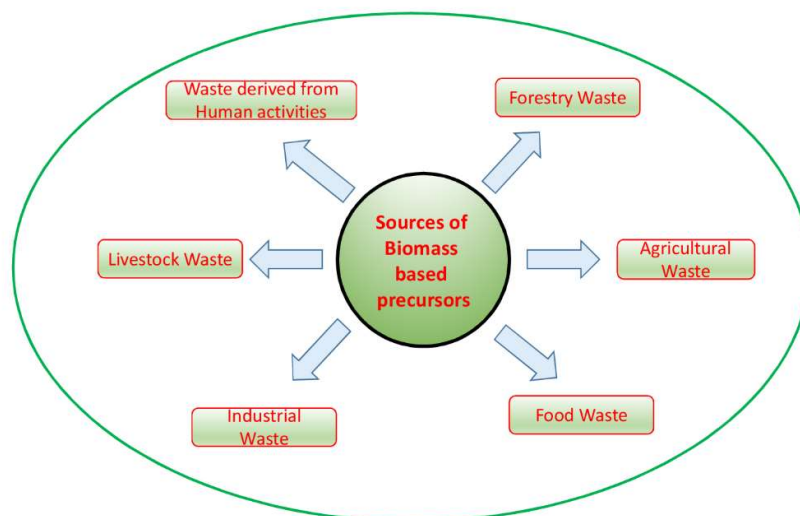 Waste derived from
Human activities
Forestry Waste
Sources of
Biomass
based
precursors
Livestock Waste
Agricultural
Waste
Industrial
Waste
Food Waste